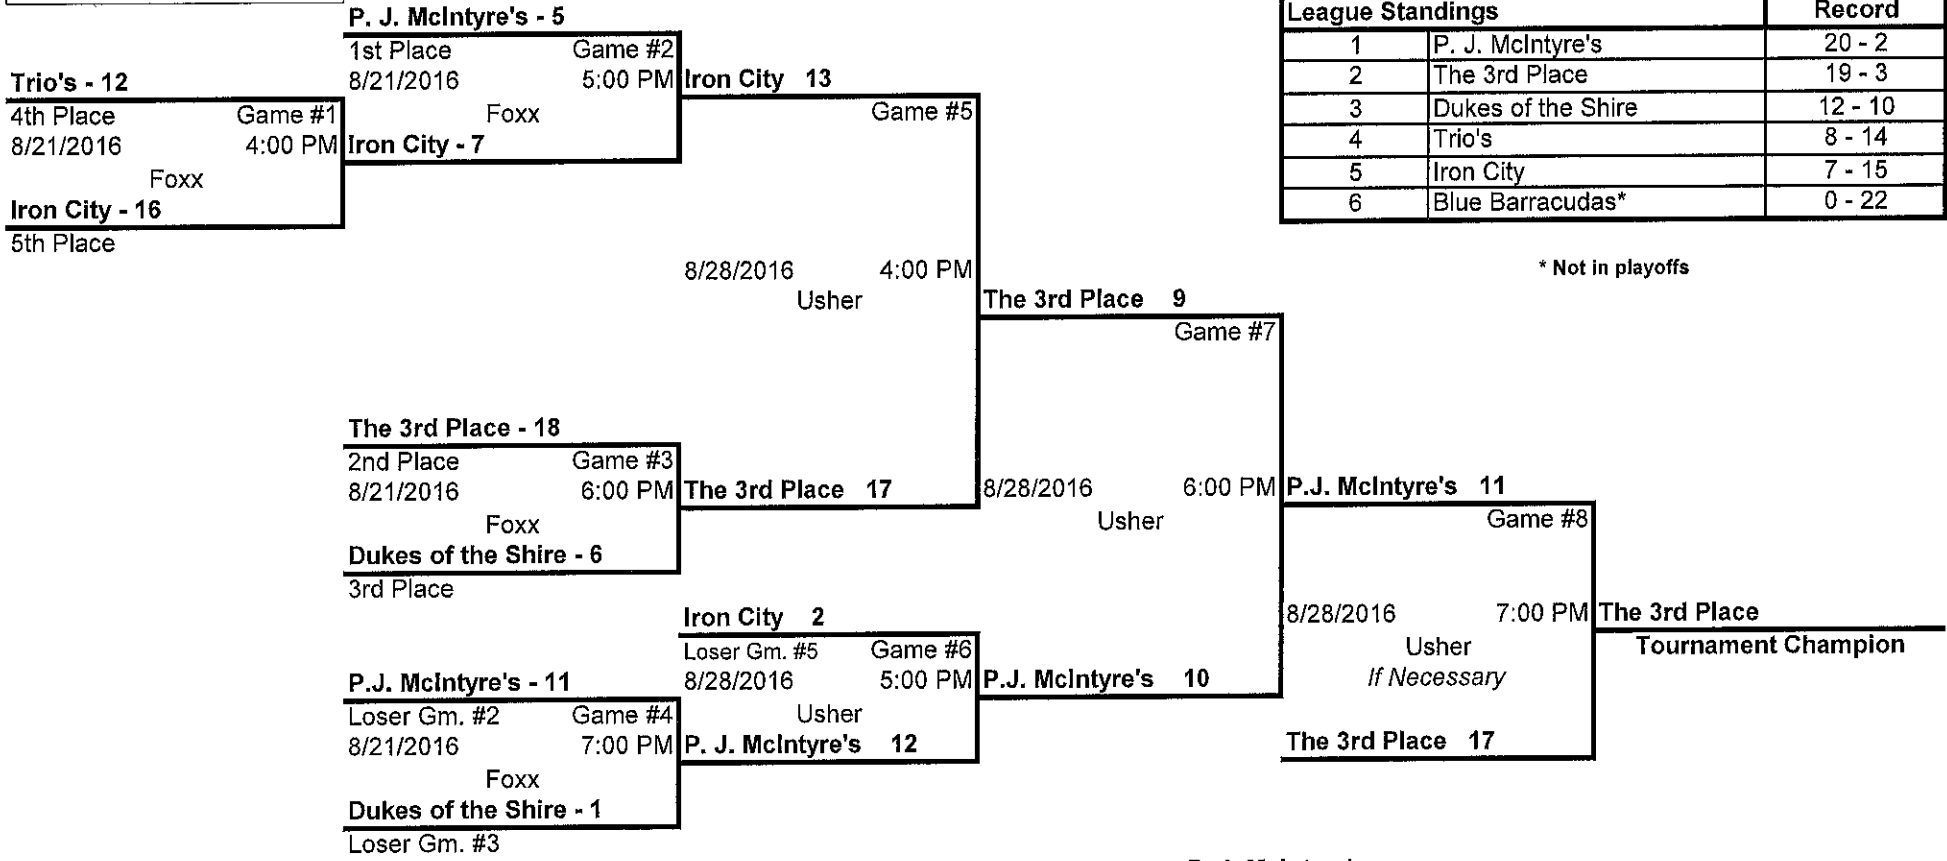 P. J. McIntyre's - 5
1st Place Game #2
8/21/2016 5:00 PM
Foxx
Iron City - 7
Trio's - 12
4th Place Game #1
8/21/2016 4:00 PM
Foxx
Iron City - 16
5th Place
Iron City 13
Game #5
8/28/2016 4:00 PM
Usher
The 3rd Place 17
The 3rd Place - 18
2nd Place Game #3
8/21/2016 6:00 PM
Foxx
Dukes of the Shire - 6
3rd Place
Iron City 2
Loser Gm. #5 Game #6
8/28/2016 5:00 PM
Usher
P. J. McIntyre's 12
P.J. McIntyre's - 11
Loser Gm. #2 Game #4
8/21/2016 7:00 PM
Foxx
Dukes of the Shire - 1
Loser Gm. #3
The 3rd Place 9
Game #7
8/28/2016 6:00 PM
Usher
P.J. McIntyre's 10
P.J. McIntyre's 11
Game #8
8/28/2016 7:00 PM
Usher
If Necessary
The 3rd Place 17
The 3rd Place
Tournament Champion
League Standings Record
1 P. J. McIntyre's 20 - 2
2 The 3rd Place 19 - 3
3 Dukes of the Shire 12 - 10
4 Trio's 8 - 14
5 Iron City 7 - 15
6 Blue Barracudas* 0 - 22
* Not in playoffs